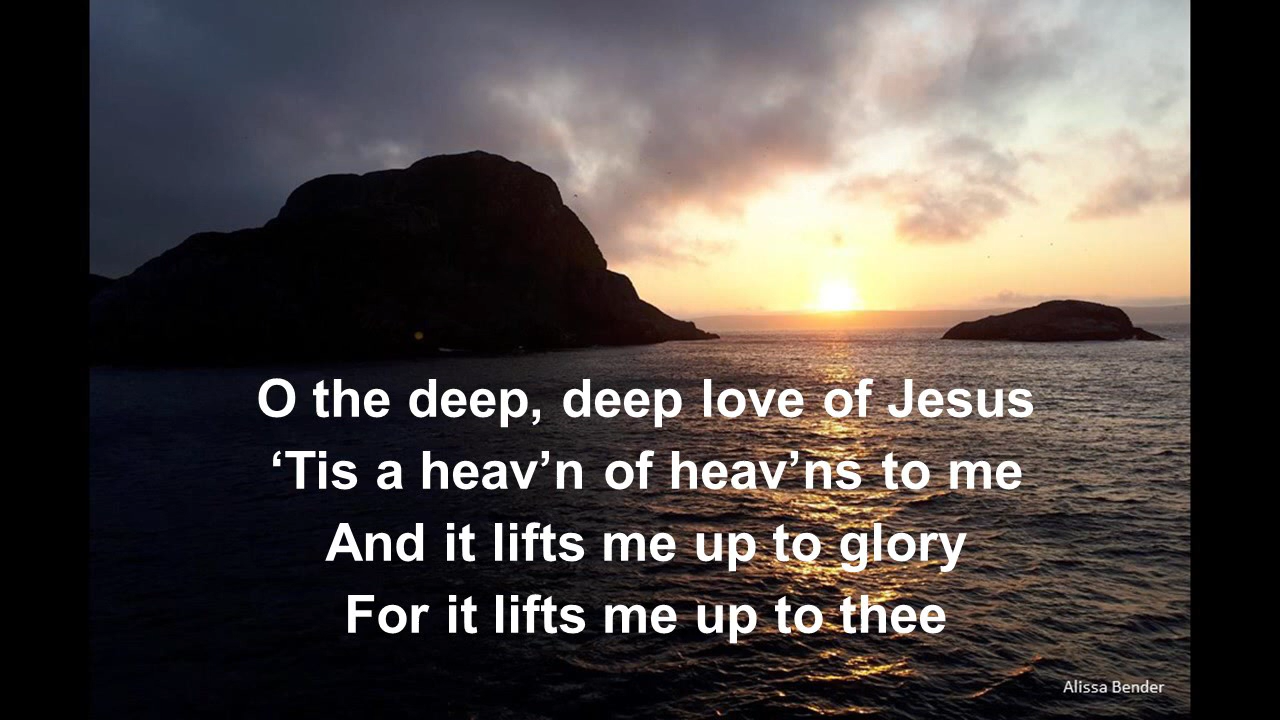 O the deep, deep love of Jesus
‘Tis a heav’n of heav’ns to me
And it lifts me up to glory
For it lifts me up to thee
Alissa Bender